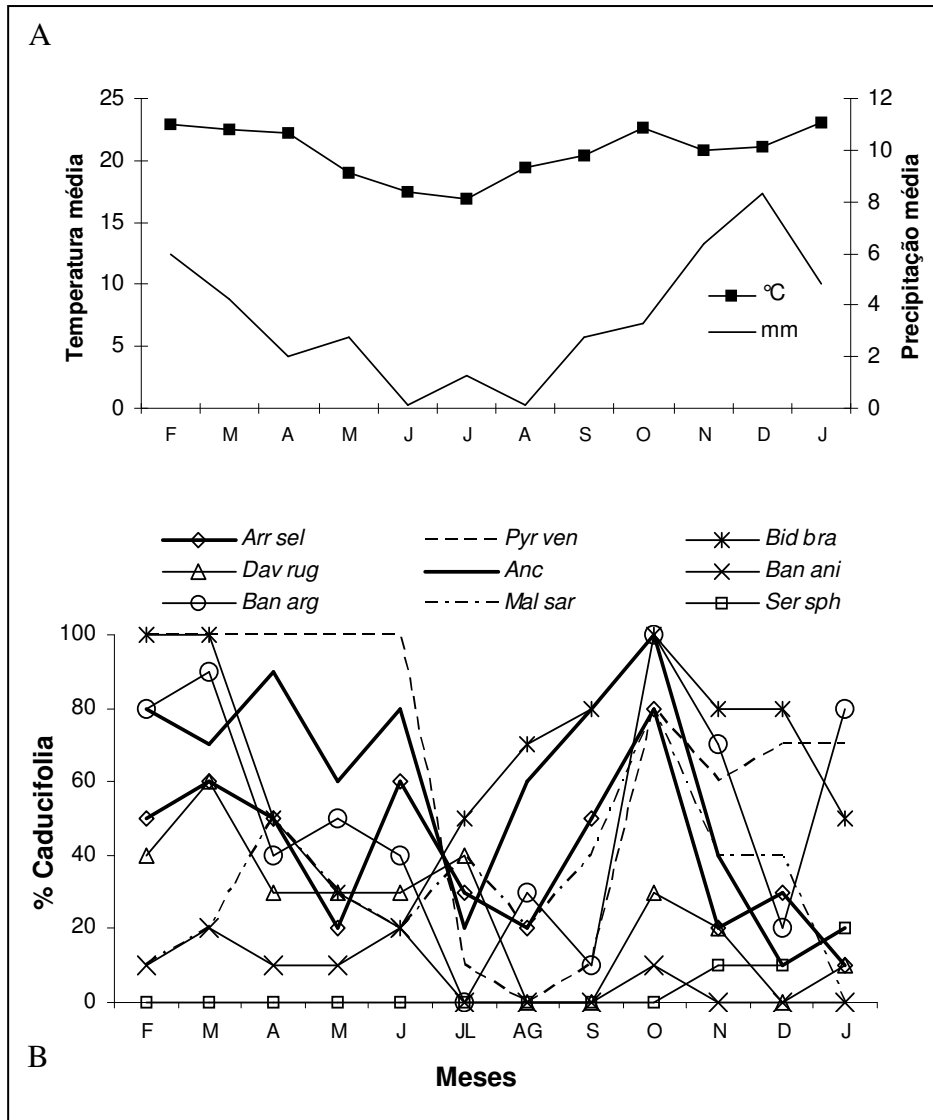 A
Temperatura média
25
20
15
10
5
0
12
10
8
6
4
2
0
Precipitação média
°C
mm
F M A M J J A S O N D J
Arr sel Pyr ven Bid bra
Dav rug Anc Ban ani
Ban arg Mal sar Ser sph
% Caducifolia
100
80
60
40
20
0
F M A M J JL AG S O N D J
B
Meses